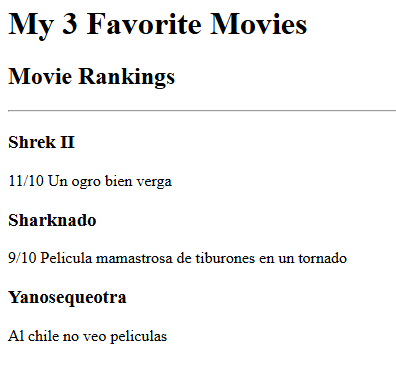 My 3 Favorite Movies
Movie Rankings
Shrek II
11/10 Un ogro bien verga
Sharknado
9/10 Pelicula mamastrosa de tiburones en un tornado
Yanosequeotra
Al chile no veo peliculas